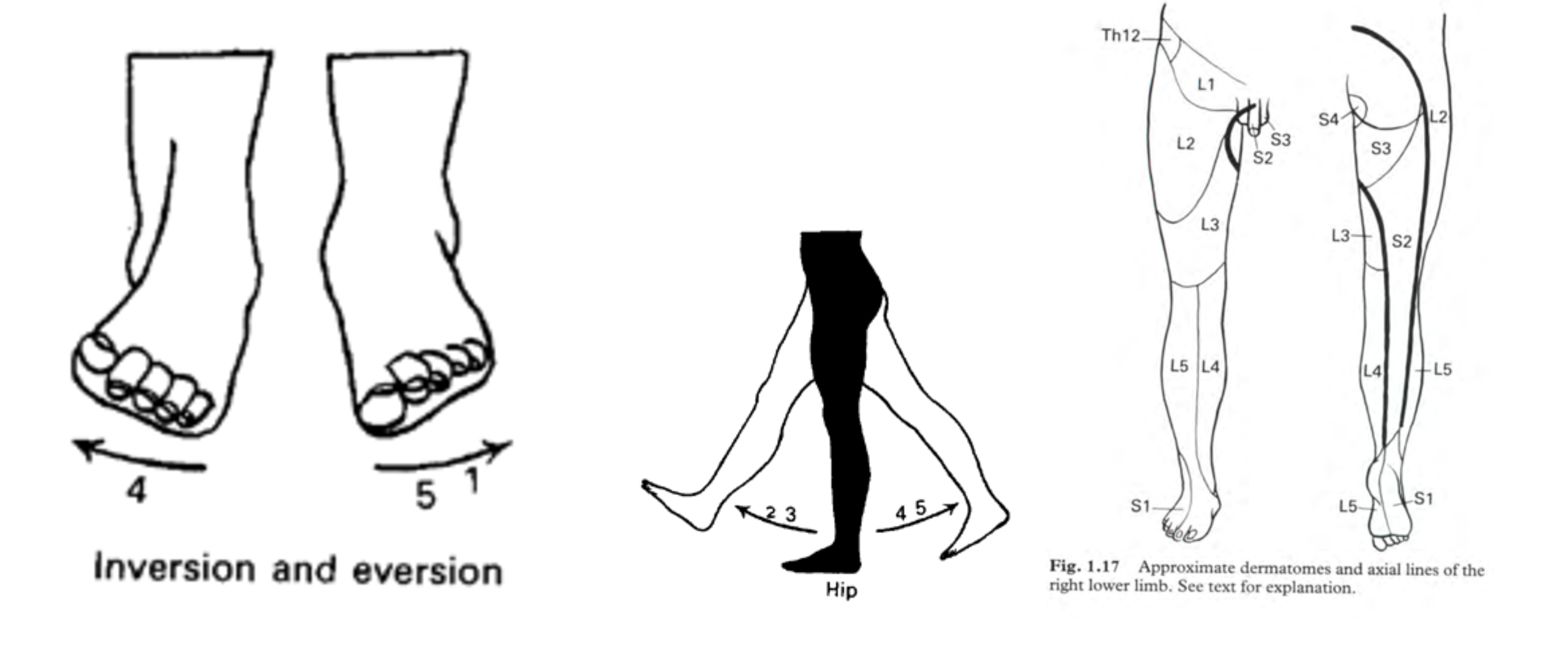 4
5 1
Inversion and eversion
2 3
4 5
Hip
Th12
L1
L2
S3
S2
L3
L5
L4
S1
S4
L2
S3
L3
S2
L4
L5
L5
S1
Fig. 1.17 Approximate dermatomes and axial lines of the
right lower limb. See text for explanation.